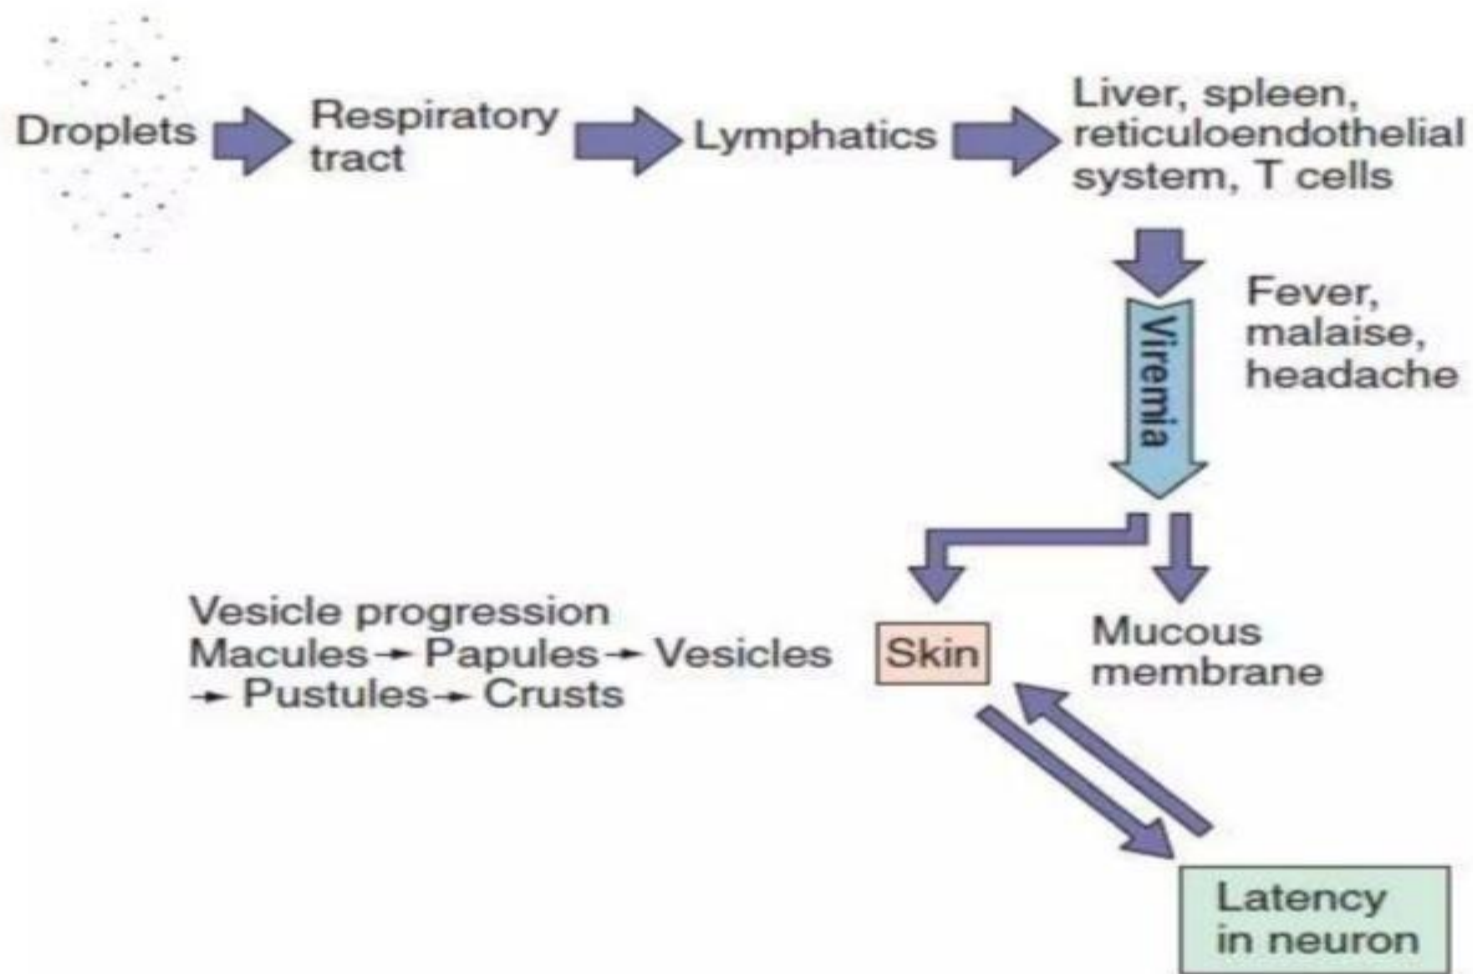 Droplets
Respiratory
tract
Lymphatics
Liver, spleen,
reticuloendothelial
system, T cells
Fever,
malaise,
headache
Viremia
Vesicle progression
Macules → Papules → Vesicles
→ Pustules → Crusts
Skin
Mucous
membrane
Latency
in neuron